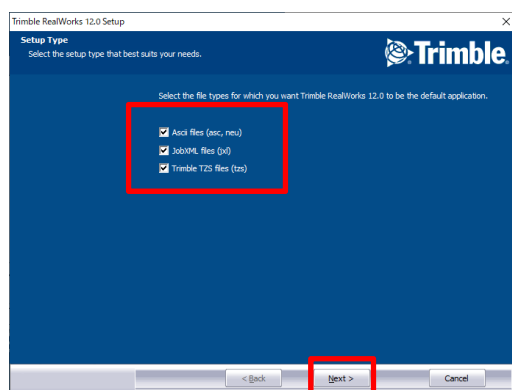 Trimble RealWorks 12.0 Setup
Setup Type
Select the setup type that best suits your needs.
Trimble.
Select the file types for which you want Trimble RealWorks 12.0 to be the default application.
Ascii files (asc, neu)
JobXML files (jxl)
Trimble TZS files (tzs)
< Back
Next >
Cancel